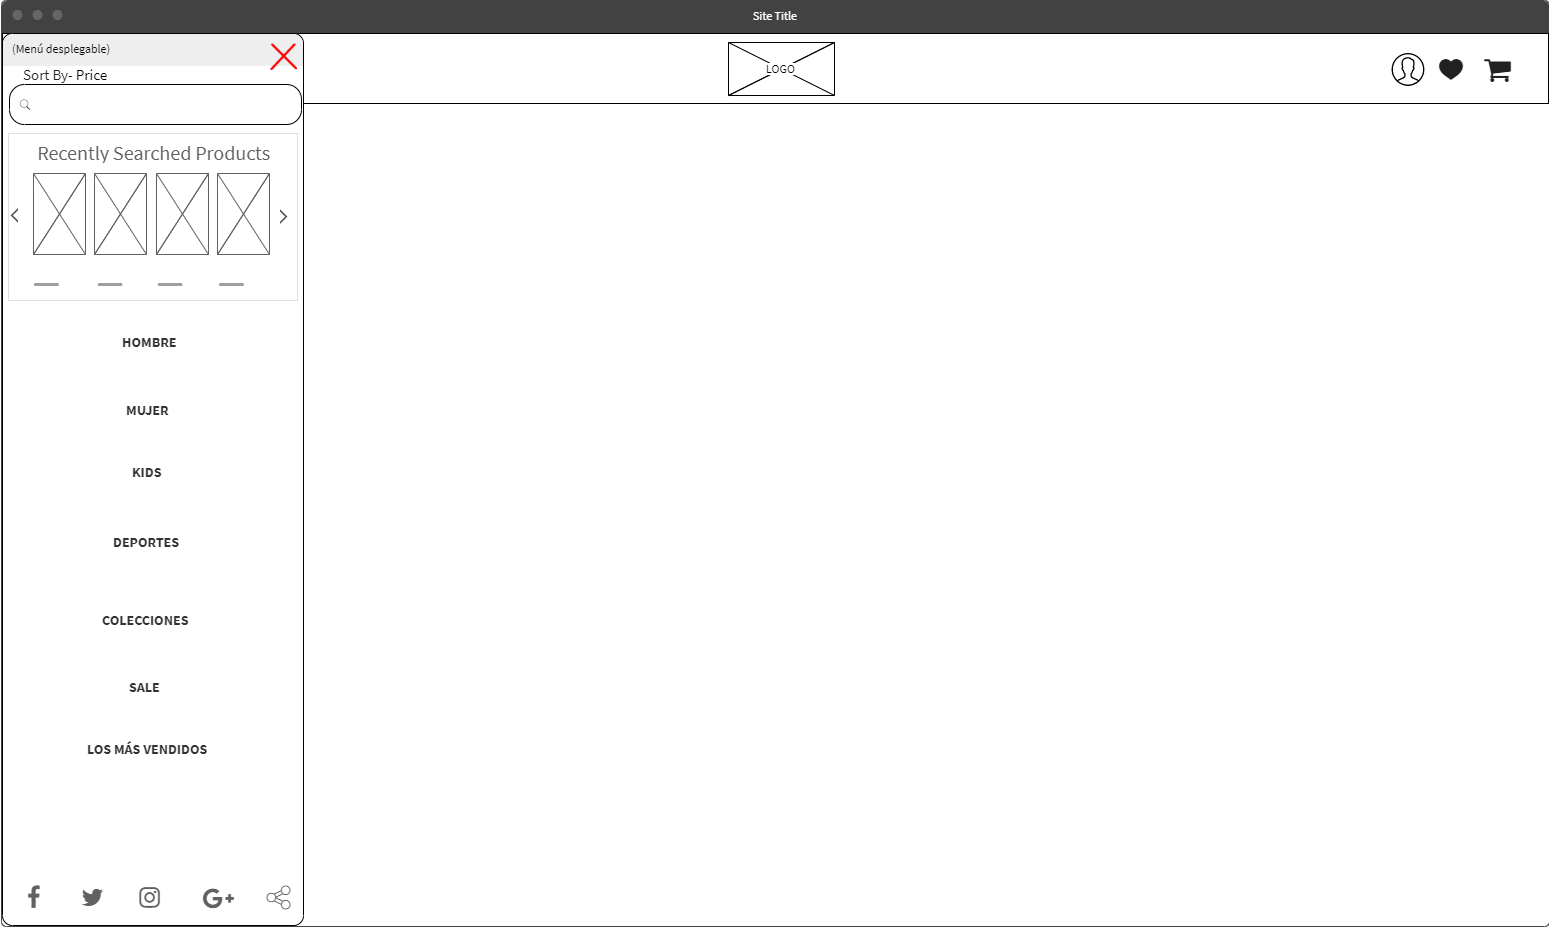 Site Title
(Menú desplegable)
Sort By- Price
LOGO
Recently Searched Products
HOMBRE
MUJER
KIDS
DEPORTES
COLECCIONES
SALE
LOS MÁS VENDIDOS